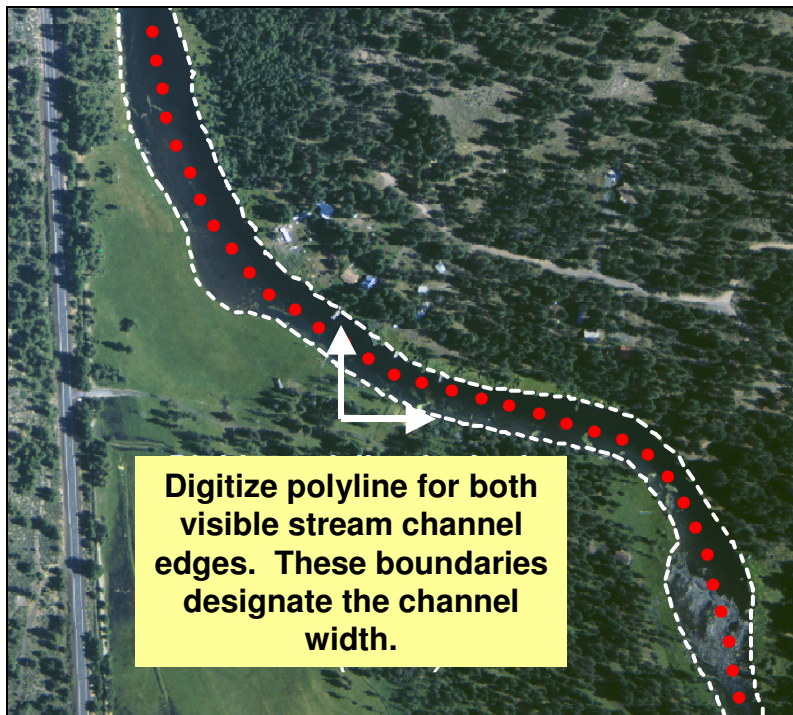 Digitize polyline for both
visible stream channel
edges.  These boundaries
designate the channel
width.